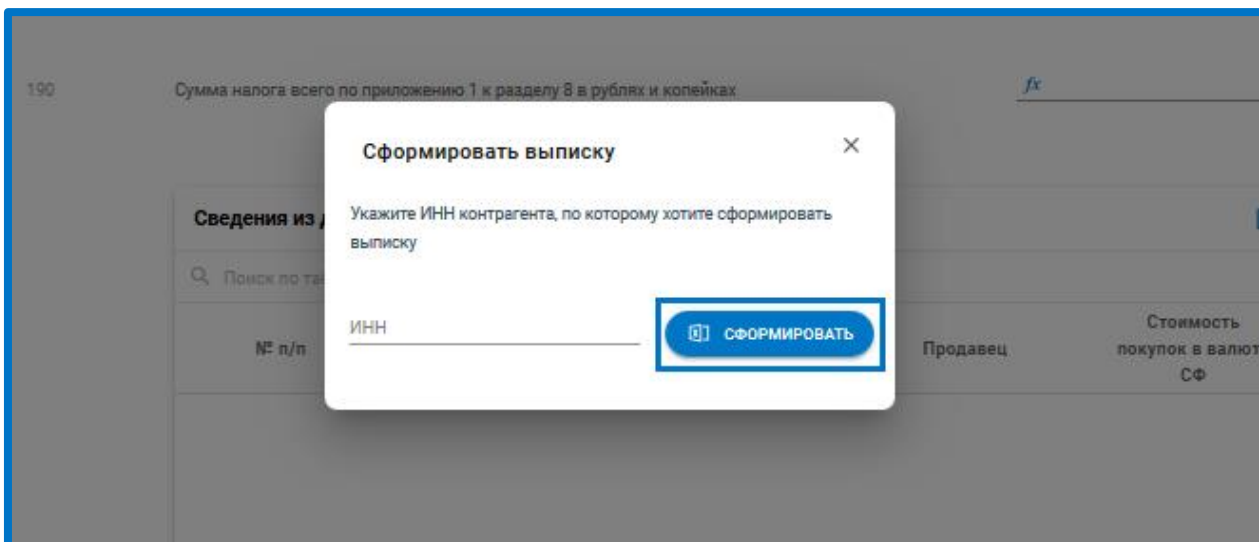 190
Сумма налога всего по приложению 1 к разделу 8 в рублях и копейках
fx
Сформировать выписку
Сведения из
Укажите ИНН контрагента, по которому хотите сформировать
выписку
Поиск по
ИНН
СФОРМИРОВАТЬ
№ п/п
Продавец
Стоимость
покупок в валют
СФ